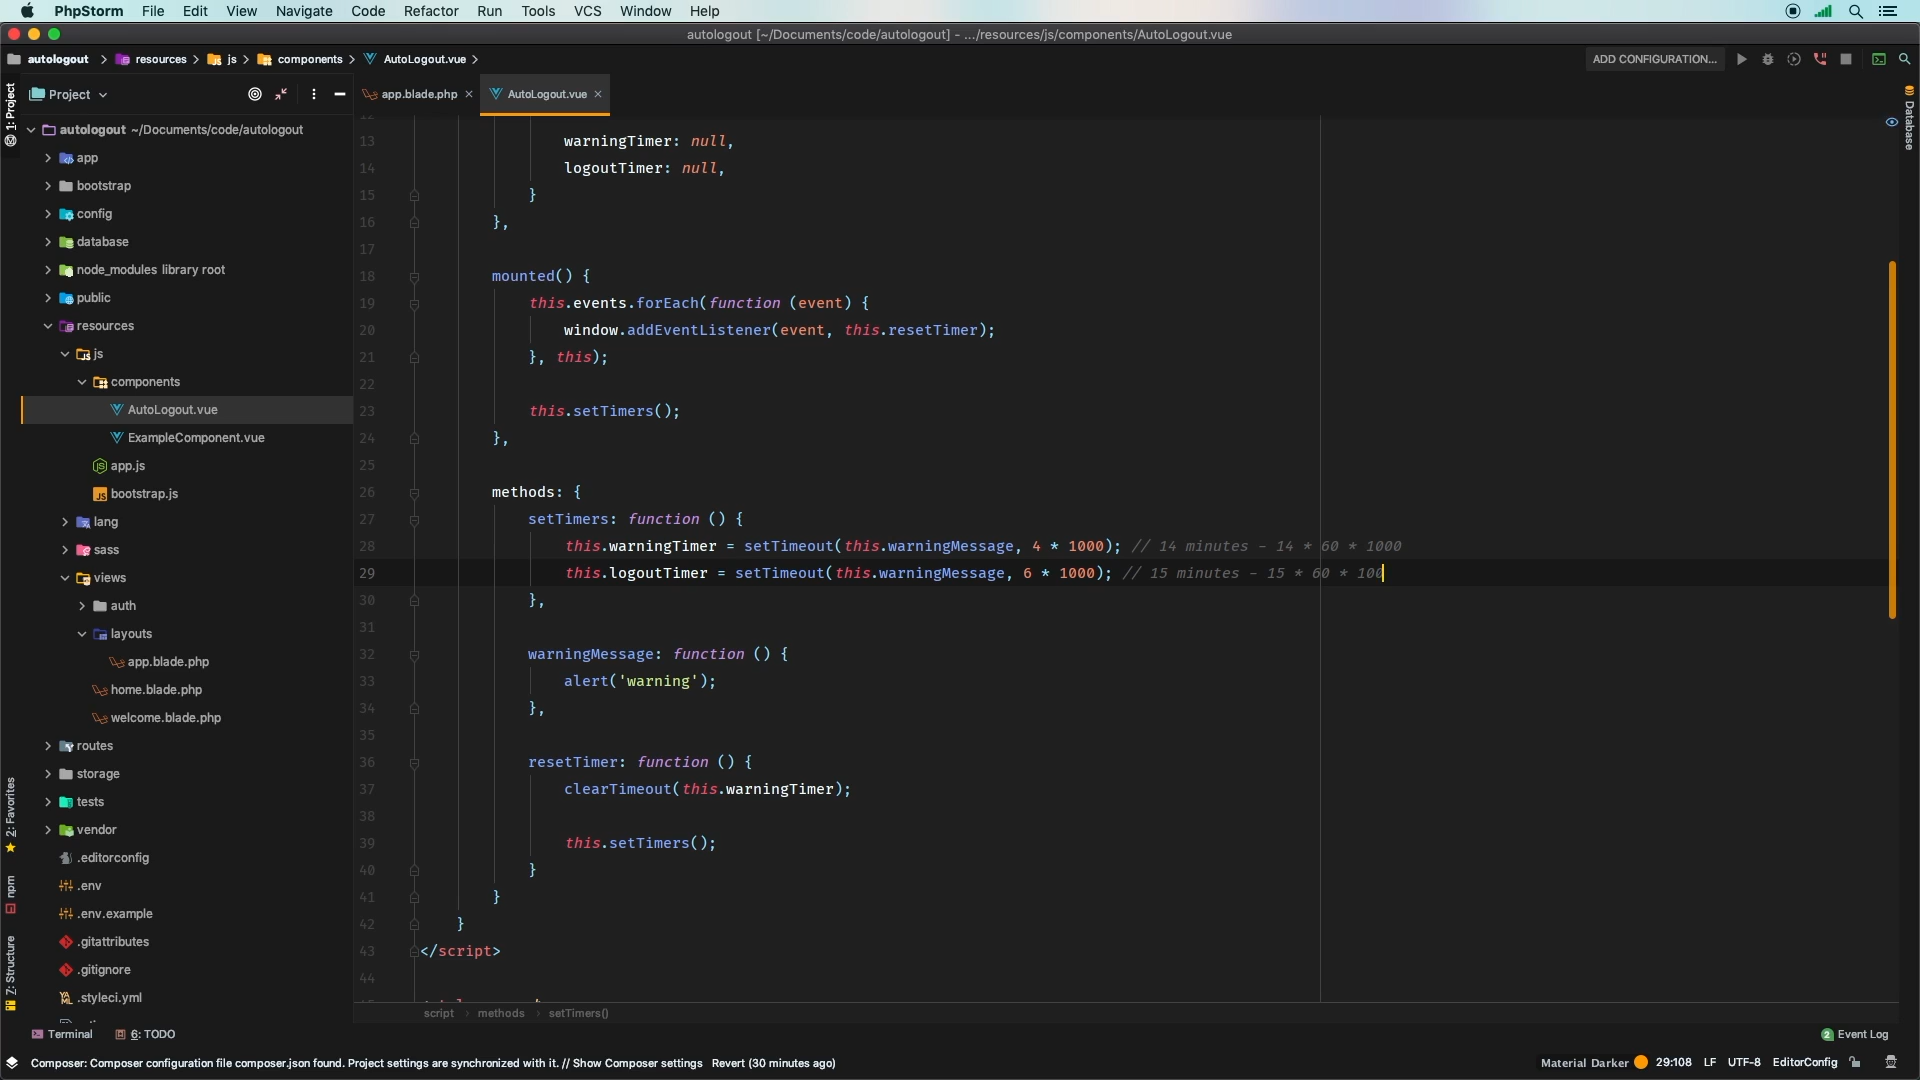 PhpStorm File Edit View Navigate Code Refactor Run Tools VCS Window Help
autologout [~/Documents/code/autologout] - .../resources/js/components/AutoLogout.vue
autologout resources js components AutoLogout.vue ADD CONFIGURATION...
Project
app.blade.php
AutoLogout.vue
1: Project
2: Favorites
npm
7: Structure
Database
autologout ~/Documents/code/autologout
app
bootstrap
config
database
node_modules library root
public
resources
js
components
AutoLogout.vue
ExampleComponent.vue
app.js
bootstrap.js
lang
sass
views
auth
layouts
app.blade.php
home.blade.php
welcome.blade.php
routes
storage
tests
vendor
.editorconfig
.env
.env.example
.gitattributes
.gitignore
.styleci.yml
13 warningTimer: null,
14 logoutTimer: null,
15 }
16 },
17
18 mounted() {
19 this.events.forEach(function (event) {
20 window.addEventListener(event, this.resetTimer);
21 }, this);
22
23 this.setTimers();
24 },
25
26 methods: {
27 setTimers: function () {
28 this.warningTimer = setTimeout(this.warningMessage, 4 * 1000); // 14 minutes - 14 * 60 * 1000
29 this.logoutTimer = setTimeout(this.warningMessage, 6 * 1000); // 15 minutes - 15 * 60 * 100
30 },
31
32 warningMessage: function () {
33 alert('warning');
34 },
35
36 resetTimer: function () {
37 clearTimeout(this.warningTimer);
38
39 this.setTimers();
40 }
41 }
42 }
43 </script>
44
script methods setTimers()
Terminal 6: TODO 2 Event Log
Composer: Composer configuration file composer.json found. Project settings are synchronized with it. // Show Composer settings Revert (30 minutes ago) Material Darker 29:108 LF UTF-8 EditorConfig